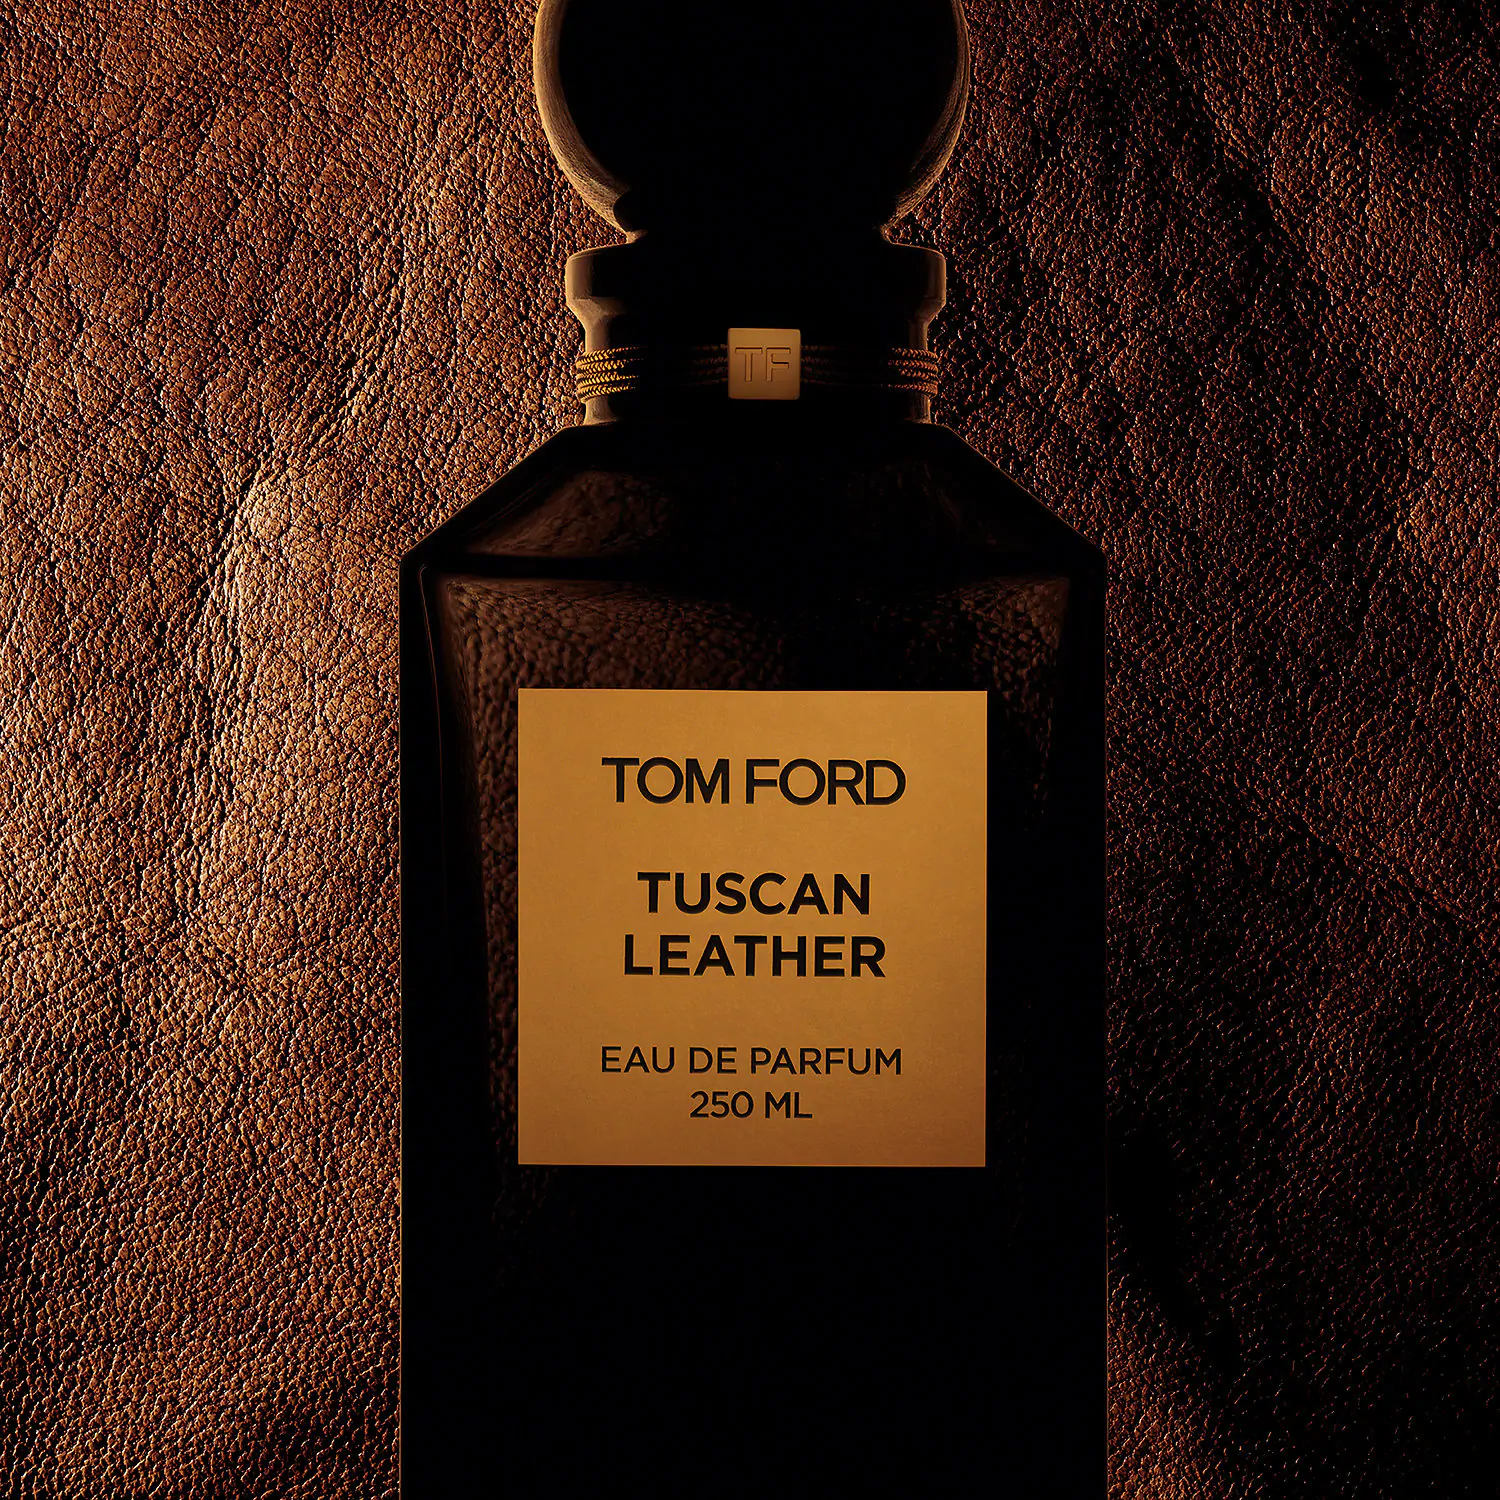 TF
TOM FORD
TUSCAN
LEATHER
EAU DE PARFUM
250 ML